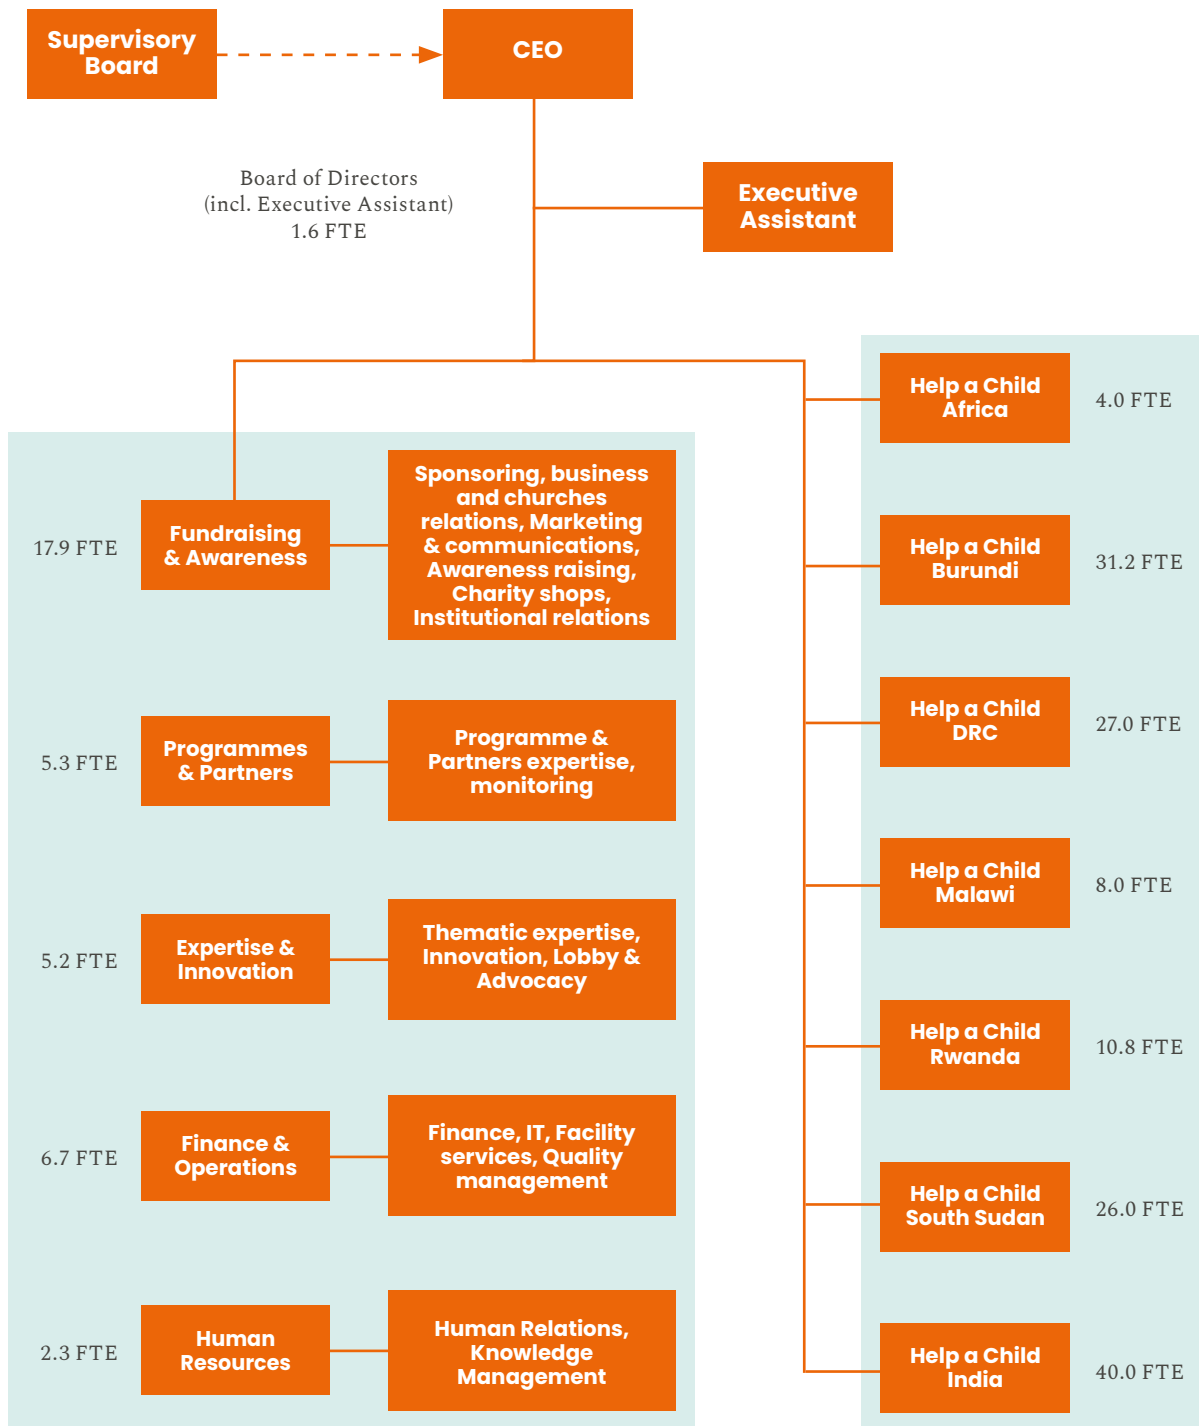 Supervisory
Board
CEO
Board of Directors
(incl. Executive Assistant)
1.6 FTE
Executive
Assistant
17.9 FTE
Fundraising
& Awareness
Sponsoring, business
and churches
relations, Marketing
& communications,
Awareness raising,
Charity shops,
Institutional relations
5.3 FTE
Programmes
& Partners
Programme &
Partners expertise,
monitoring
5.2 FTE
Expertise &
Innovation
Thematic expertise,
Innovation, Lobby &
Advocacy
6.7 FTE
Finance &
Operations
Finance, IT, Facility
services, Quality
management
2.3 FTE
Human
Resources
Human Relations,
Knowledge
Management
Help a Child
Africa
4.0 FTE
Help a Child
Burundi
31.2 FTE
Help a Child
DRC
27.0 FTE
Help a Child
Malawi
8.0 FTE
Help a Child
Rwanda
10.8 FTE
Help a Child
South Sudan
26.0 FTE
Help a Child
India
40.0 FTE